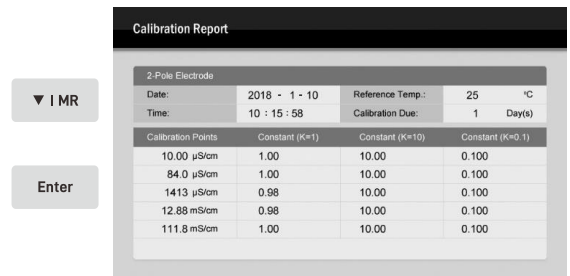 Calibration Report
2-Pole Electrode
Date: 2018 - 1 - 10 Reference Temp.: 25 °C
Time: 10 : 15 : 58 Calibration Due: 1 Day(s)
▼ I MR
Calibration Points Constant (K=1) Constant (K=10) Constant (K=0.1)
10.00 µS/cm 1.00 10.00 0.100
84.0 µS/cm 1.00 10.00 0.100
Enter
1413 µS/cm 0.98 10.00 0.100
12.88 mS/cm 0.98 10.00 0.100
111.8 mS/cm 1.00 10.00 0.100